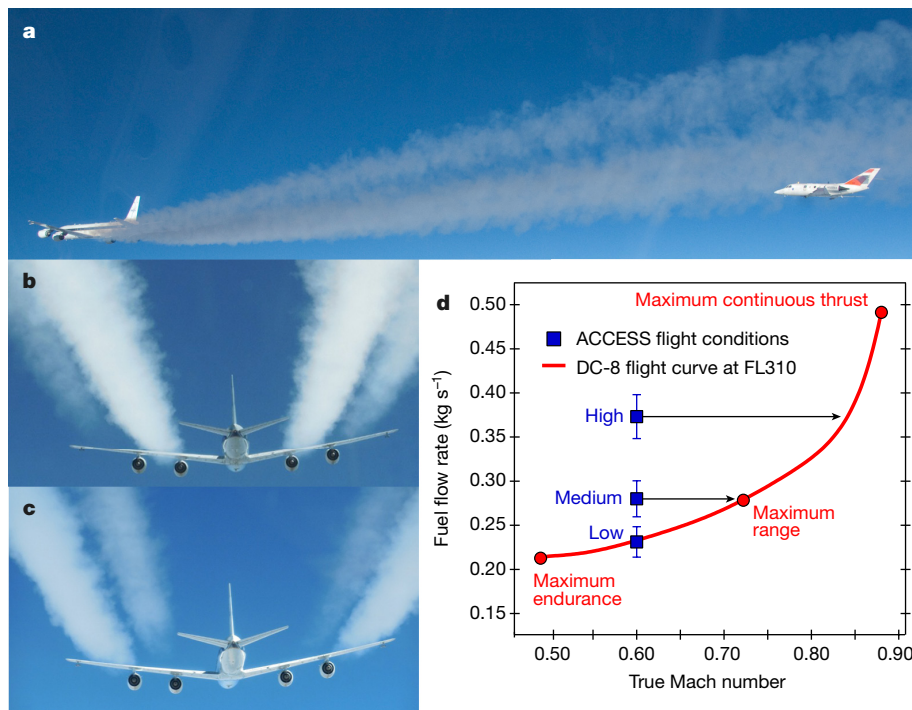 a
b
c
d
Maximum continuous thrust
ACCESS flight conditions
DC-8 flight curve at FL310
High
Medium
Low
Maximum
range
Maximum
endurance
Fuel flow rate (kg s⁻¹)
0.50
0.45
0.40
0.35
0.30
0.25
0.20
0.15
0.50
0.60
0.70
0.80
0.90
True Mach number